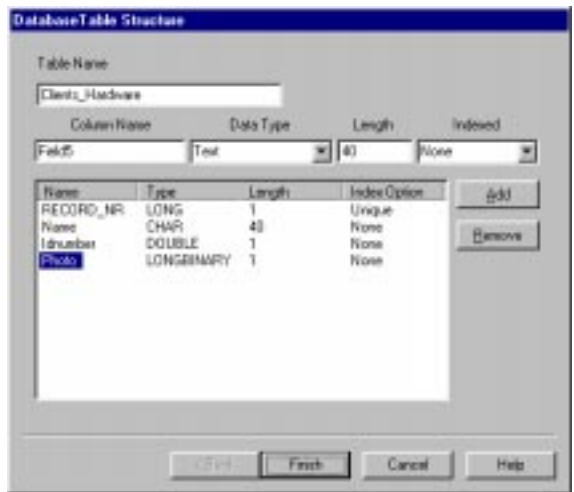 DatabaseTable Structure
Table Name
Clients_Hardware
Column Name Data Type Length Indexed
Field5 Text 40 None
Name Type Length Index Option
RECORD_NR LONG 1 Unique
Name CHAR 40 None
Idnumber DOUBLE 1 None
Photo LONGBINARY 1 None
Add
Remove
Finish Cancel Help